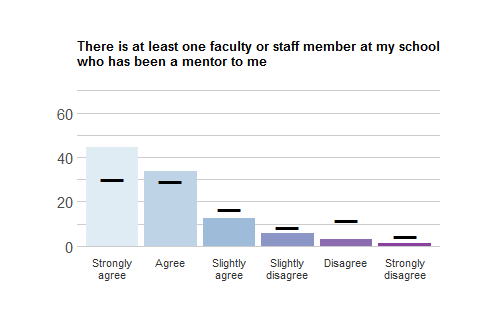 There is at least one faculty or staff member at my school
who has been a mentor to me
60
40
20
0
Strongly agree
Agree
Slightly agree
Slightly disagree
Disagree
Strongly disagree